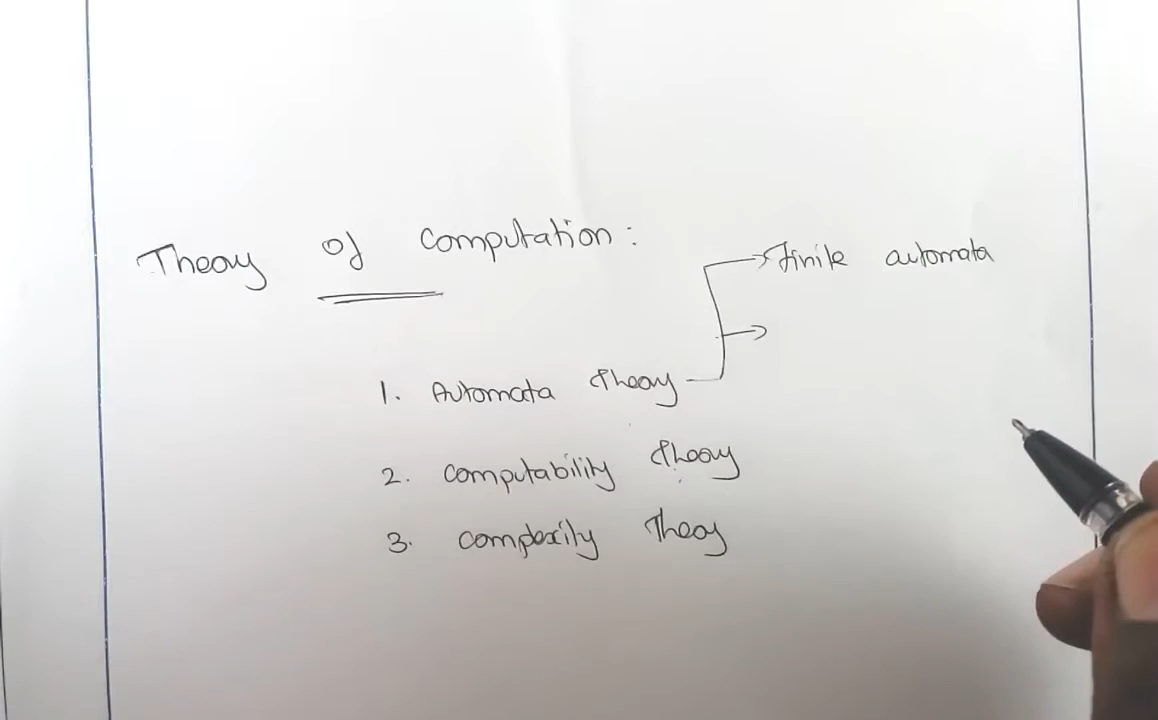 Theory of Computation:
Finite automata
1. Automata Theory
2. Computability Theory
3. Complexity Theory